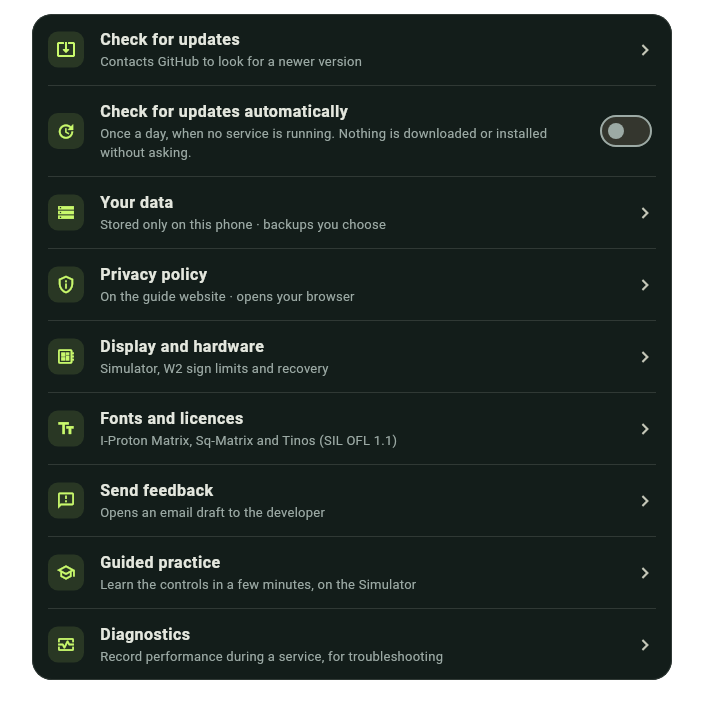 Check for updates
Contacts GitHub to look for a newer version
Check for updates automatically
Once a day, when no service is running. Nothing is downloaded or installed
without asking.
Your data
Stored only on this phone · backups you choose
Privacy policy
On the guide website · opens your browser
Display and hardware
Simulator, W2 sign limits and recovery
Fonts and licences
I-Proton Matrix, Sq-Matrix and Tinos (SIL OFL 1.1)
Send feedback
Opens an email draft to the developer
Guided practice
Learn the controls in a few minutes, on the Simulator
Diagnostics
Record performance during a service, for troubleshooting